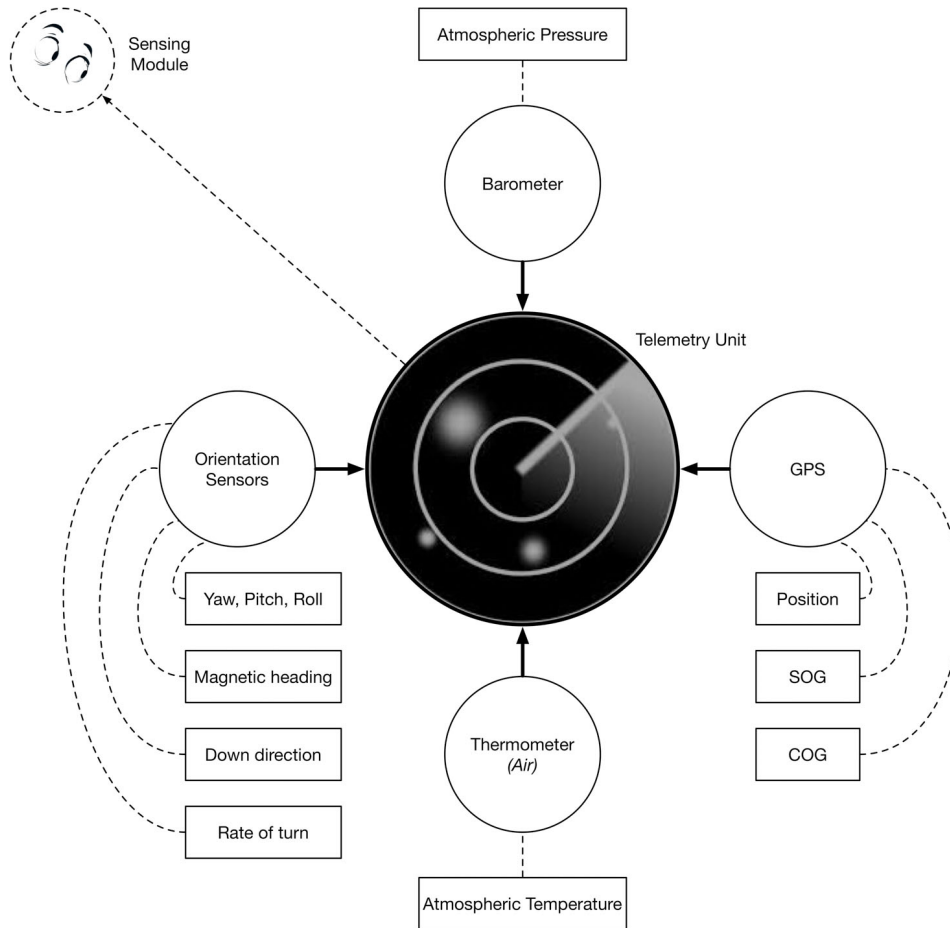 Sensing
Module
Atmospheric Pressure
Barometer
Telemetry Unit
Orientation
Sensors
GPS
Yaw, Pitch, Roll
Magnetic heading
Down direction
Rate of turn
Position
SOG
COG
Thermometer
(Air)
Atmospheric Temperature